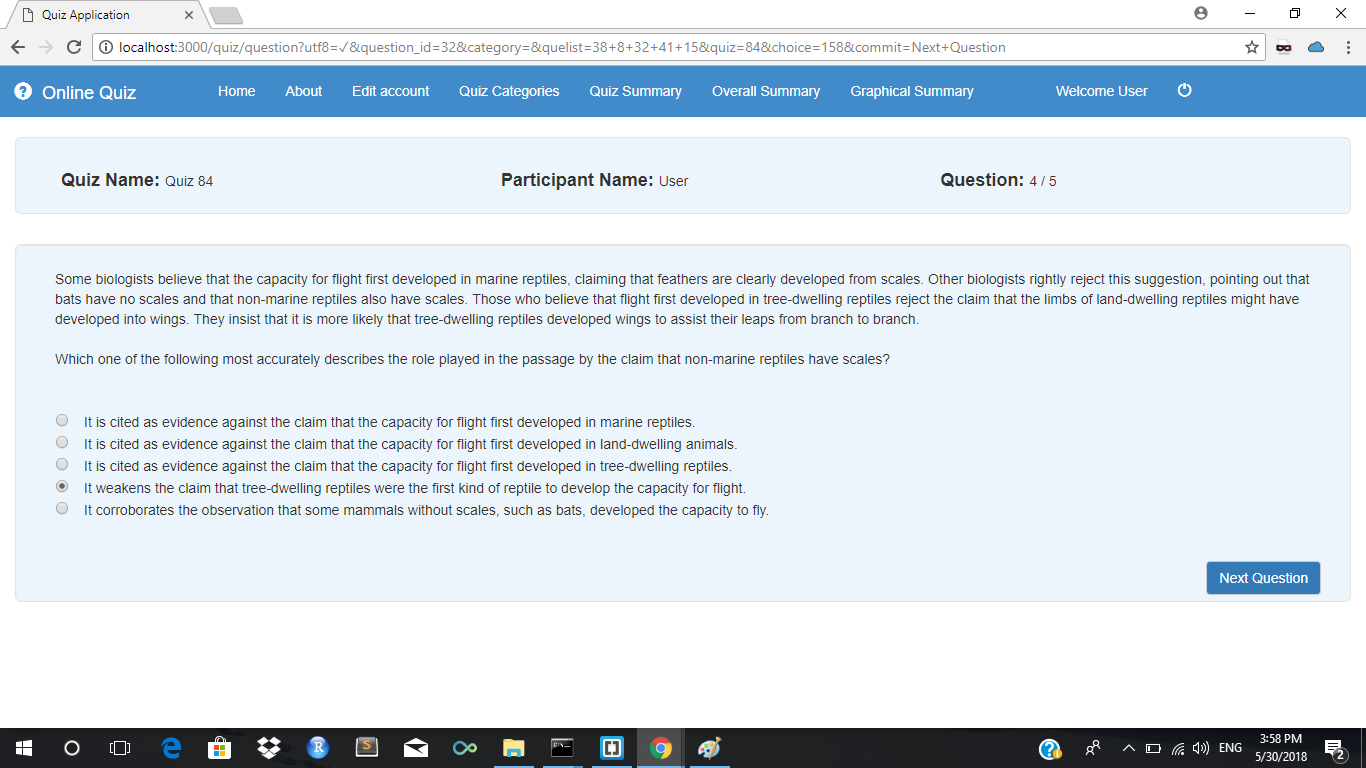 Quiz Application
localhost:3000/quiz/question?utf8=✓/&question_id=32&category=&quelist=38+8+32+41+15&quiz=84&choice=158&commit=Next+Question
? Online Quiz Home About Edit account Quiz Categories Quiz Summary Overall Summary Graphical Summary Welcome User
Quiz Name: Quiz 84 Participant Name: User Question: 4 / 5
Some biologists believe that the capacity for flight first developed in marine reptiles, claiming that feathers are clearly developed from scales. Other biologists rightly reject this suggestion, pointing out that
bats have no scales and that non-marine reptiles also have scales. Those who believe that flight first developed in tree-dwelling reptiles reject the claim that the limbs of land-dwelling reptiles might have
developed into wings. They insist that it is more likely that tree-dwelling reptiles developed wings to assist their leaps from branch to branch.
Which one of the following most accurately describes the role played in the passage by the claim that non-marine reptiles have scales?
It is cited as evidence against the claim that the capacity for flight first developed in marine reptiles.
It is cited as evidence against the claim that the capacity for flight first developed in land-dwelling animals.
It is cited as evidence against the claim that the capacity for flight first developed in tree-dwelling reptiles.
It weakens the claim that tree-dwelling reptiles were the first kind of reptile to develop the capacity for flight.
It corroborates the observation that some mammals without scales, such as bats, developed the capacity to fly.
Next Question
ENG
3:58 PM
5/30/2018
2